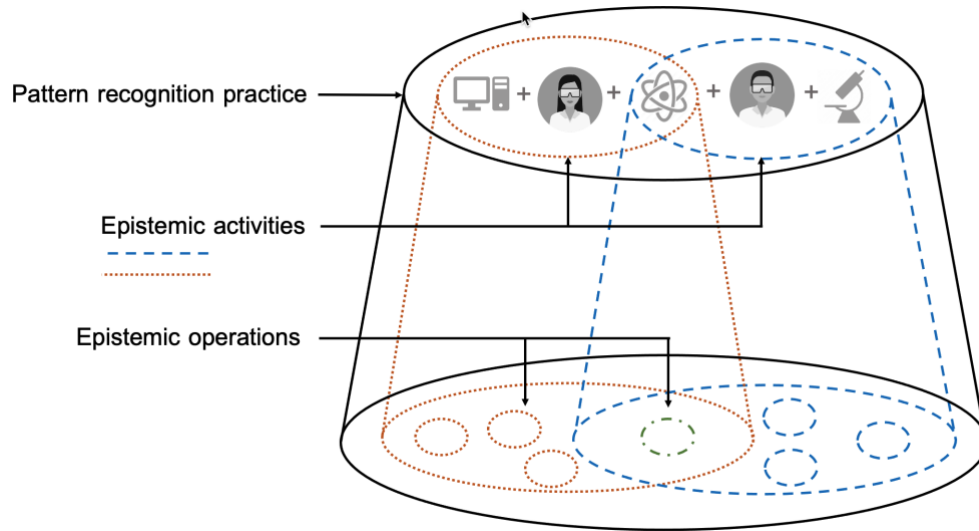 Pattern recognition practice
Epistemic activities
Epistemic operations